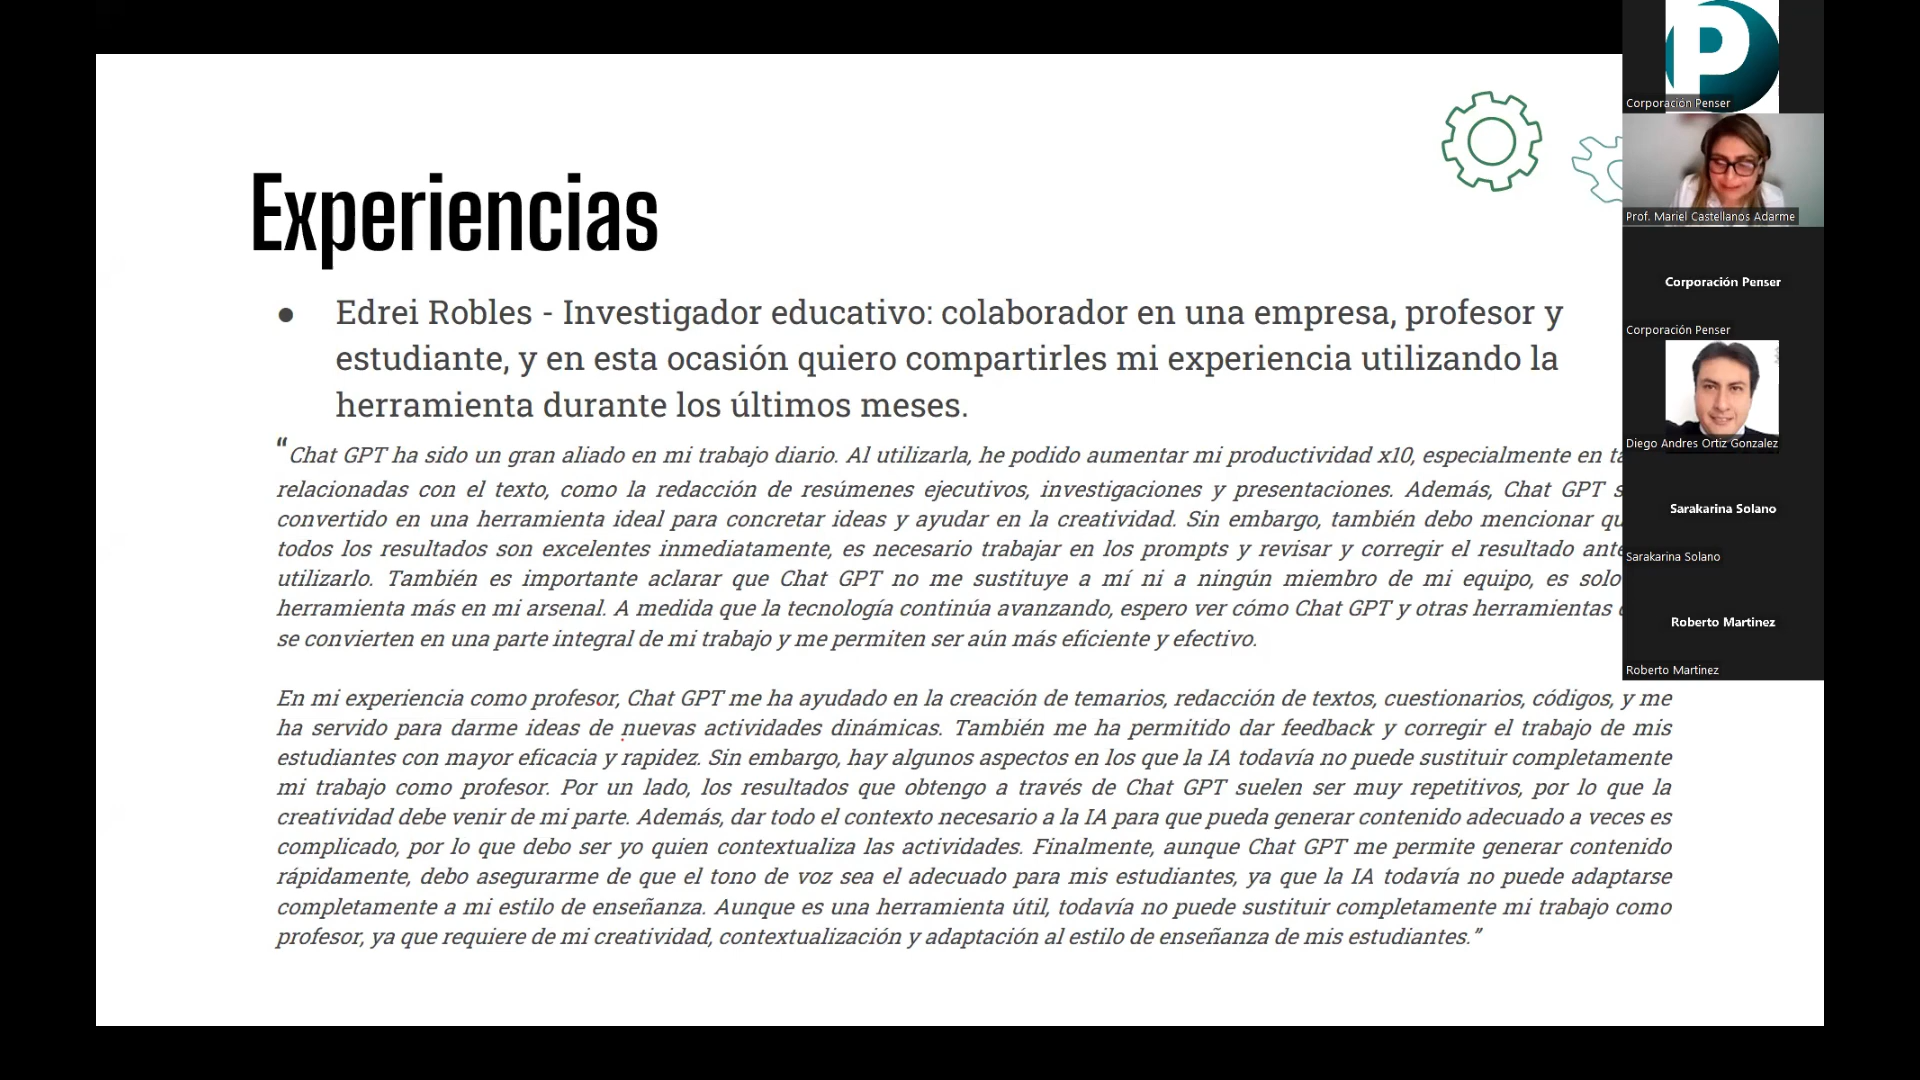 Experiencias
● Edrei Robles - Investigador educativo: colaborador en una empresa, profesor y
estudiante, y en esta ocasión quiero compartirles mi experiencia utilizando la
herramienta durante los últimos meses.
“Chat GPT ha sido un gran aliado en mi trabajo diario. Al utilizarla, he podido aumentar mi productividad x10, especialmente en
relacionadas con el texto, como la redacción de resúmenes ejecutivos, investigaciones y presentaciones. Además, Chat GPT
convertido en una herramienta ideal para concretar ideas y ayudar en la creatividad. Sin embargo, también debo mencionar
todos los resultados son excelentes inmediatamente, es necesario trabajar en los prompts y revisar y corregir el resultado
utilizarlo. También es importante aclarar que Chat GPT no me sustituye a mí ni a ningún miembro de mi equipo, es solo
herramienta más en mi arsenal. A medida que la tecnología continúa avanzando, espero ver cómo Chat GPT y otras herramientas
se convierten en una parte integral de mi trabajo y me permiten ser aún más eficiente y efectivo.
En mi experiencia como profesor, Chat GPT me ha ayudado en la creación de temarios, redacción de textos, cuestionarios, códigos, y me
ha servido para darme ideas de nuevas actividades dinámicas. También me ha permitido dar feedback y corregir el trabajo de mis
estudiantes con mayor eficacia y rapidez. Sin embargo, hay algunos aspectos en los que la IA todavía no puede sustituir completamente
mi trabajo como profesor. Por un lado, los resultados que obtengo a través de Chat GPT suelen ser muy repetitivos, por lo que la
creatividad debe venir de mi parte. Además, dar todo el contexto necesario a la IA para que pueda generar contenido adecuado a veces es
complicado, por lo que debo ser yo quien contextualiza las actividades. Finalmente, aunque Chat GPT me permite generar contenido
rápidamente, debo asegurarme de que el tono de voz sea el adecuado para mis estudiantes, ya que la IA todavía no puede adaptarse
completamente a mi estilo de enseñanza. Aunque es una herramienta útil, todavía no puede sustituir completamente mi trabajo como
profesor, ya que requiere de mi creatividad, contextualización y adaptación al estilo de enseñanza de mis estudiantes.”
P
Corporación Penser
Prof. Mariel Castellanos Adarme
Corporación Penser
Corporación Penser
Diego Andres Ortiz Gonzalez
Sarakarina Solano
Sarakarina Solano
Roberto Martinez
Roberto Martinez